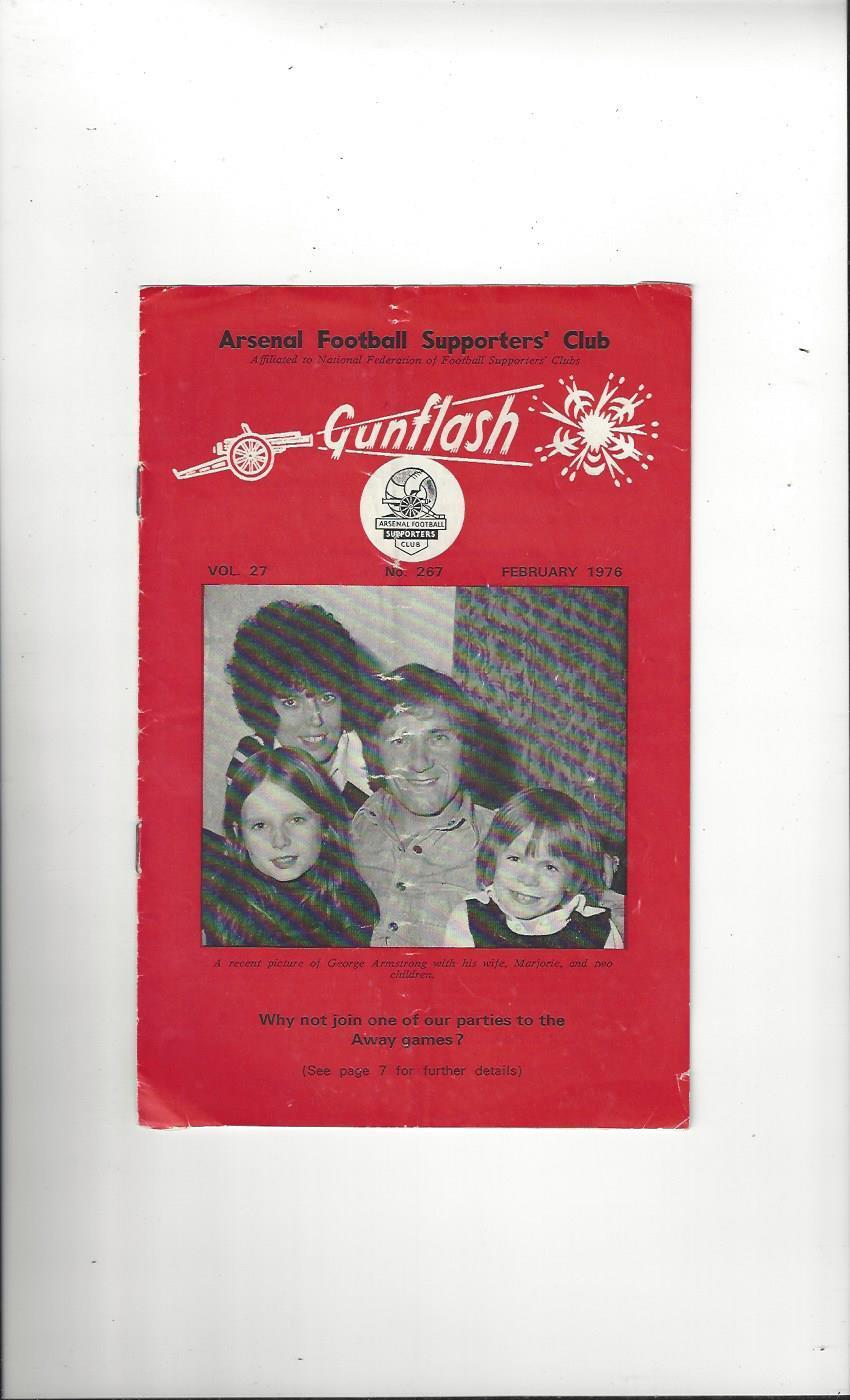 Arsenal Football Supporters' Club
Affiliated to National Federation of Football Supporters' Clubs
Gunflash
ARSENAL FOOTBALL
SUPPORTERS
CLUB
VOL. 27 No. 267 FEBRUARY 1976
A recent picture of George Armstrong with his wife, Marjorie, and two
children.
Why not join one of our parties to the
Away games?
(See page 7 for further details)